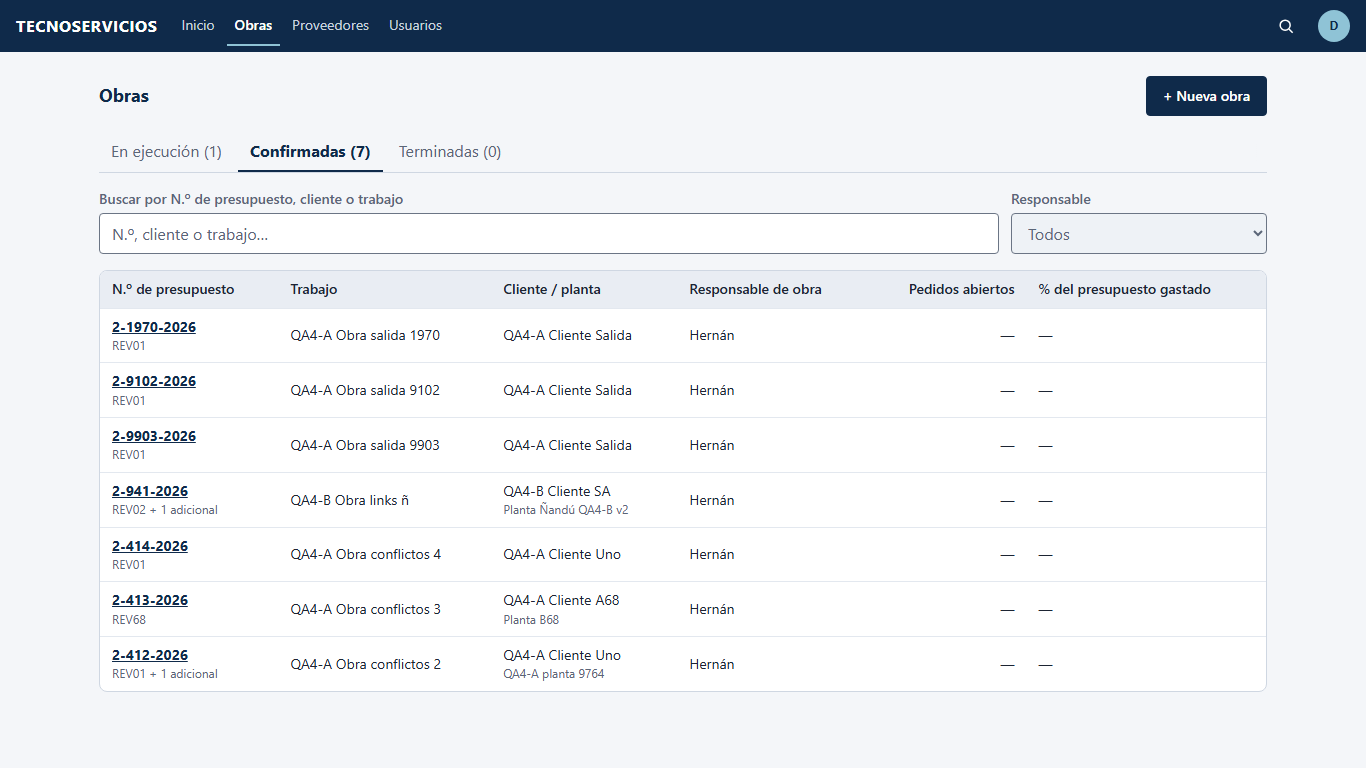 TECNOSERVICIOS Inicio Obras Proveedores Usuarios D
Obras
+ Nueva obra
En ejecución (1) Confirmadas (7) Terminadas (0)
Buscar por N.º de presupuesto, cliente o trabajo Responsable
N.º, cliente o trabajo... Todos
N.º de presupuesto Trabajo Cliente / planta Responsable de obra Pedidos abiertos % del presupuesto gastado
2-1970-2026
REV01
QA4-A Obra salida 1970 QA4-A Cliente Salida Hernán — —
2-9102-2026
REV01
QA4-A Obra salida 9102 QA4-A Cliente Salida Hernán — —
2-9903-2026
REV01
QA4-A Obra salida 9903 QA4-A Cliente Salida Hernán — —
2-941-2026
REV02 + 1 adicional
QA4-B Obra links ñ
QA4-B Cliente SA
Planta Ñandú QA4-B v2
Hernán — —
2-414-2026
REV01
QA4-A Obra conflictos 4 QA4-A Cliente Uno Hernán — —
2-413-2026
REV68
QA4-A Obra conflictos 3
QA4-A Cliente A68
Planta B68
Hernán — —
2-412-2026
REV01 + 1 adicional
QA4-A Obra conflictos 2
QA4-A Cliente Uno
QA4-A planta 9764
Hernán — —